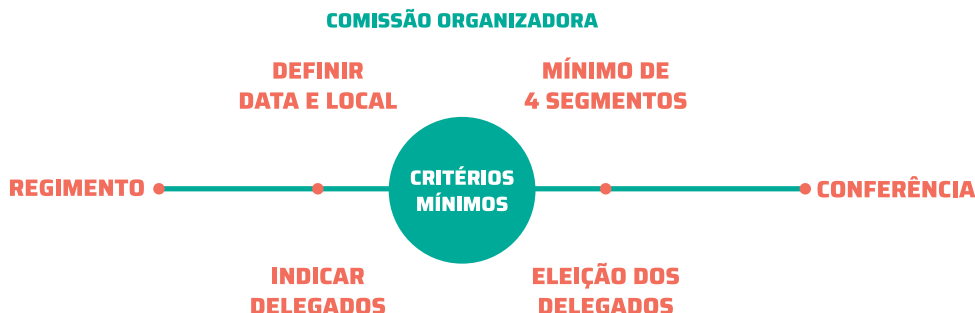 COMISSÃO ORGANIZADORA
DEFINIR
DATA E LOCAL
MÍNIMO DE
4 SEGMENTOS
REGIMENTO
CRITÉRIOS
MÍNIMOS
CONFERÊNCIA
INDICAR
DELEGADOS
ELEIÇÃO DOS
DELEGADOS